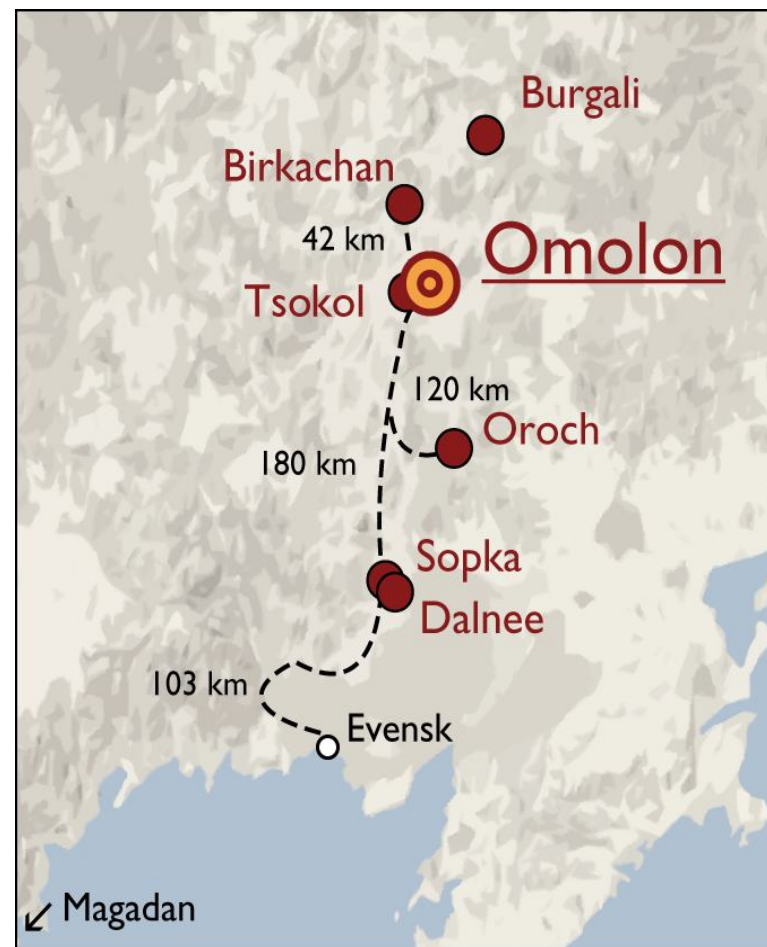 Burgali
Birkachan
42 km
Omolon
Tsokol
120 km
Oroch
180 km
Sopka
Dalnee
103 km
Evensk
Magadan